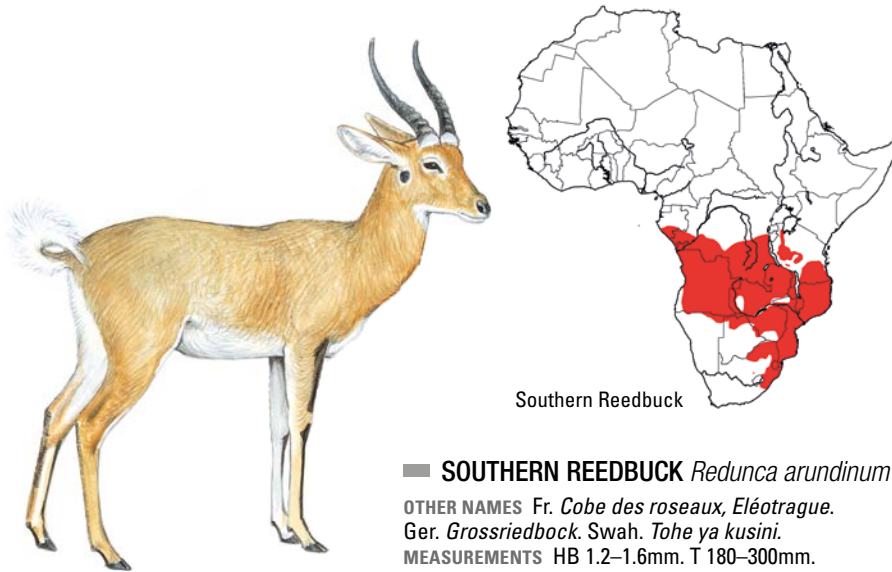 Southern Reedbuck
SOUTHERN REEDBUCK Redunca arundinum
OTHER NAMES Fr. Cobe des roseaux, Eléotrague.
Ger. Grossriedbock. Swah. Tohe ya kusini.
MEASUREMENTS HB 1.2–1.6mm. T 180–300mm.